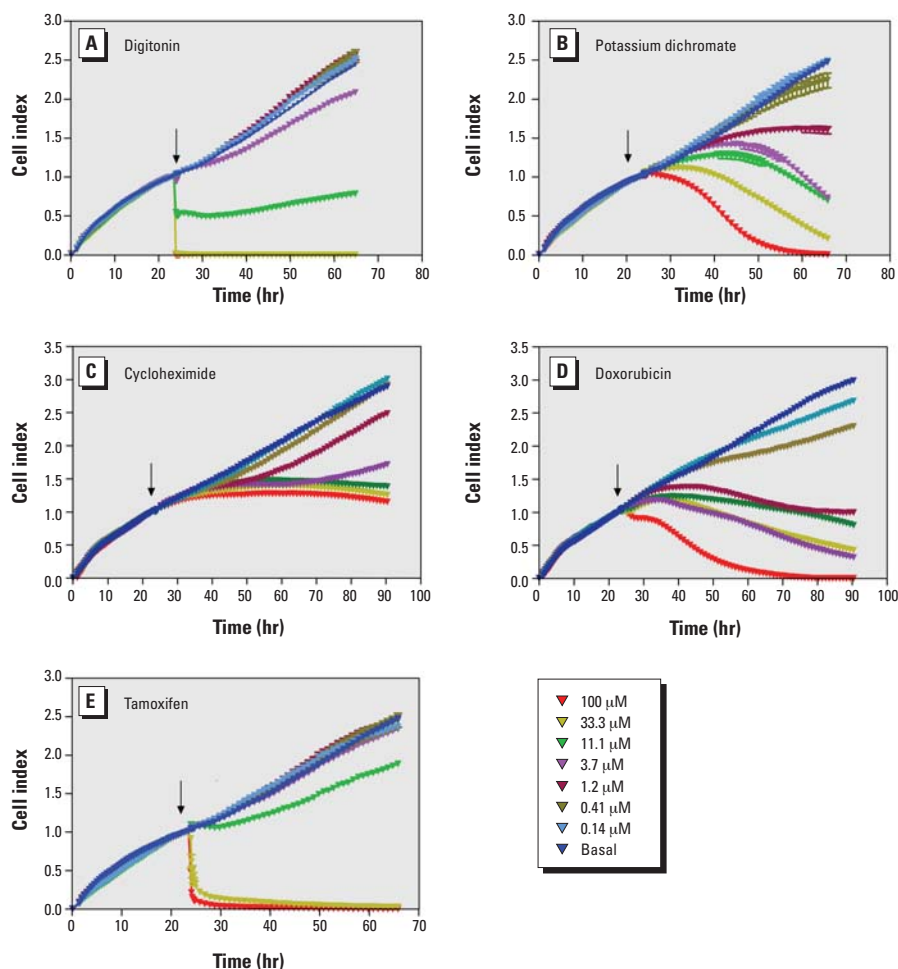 A Digitonin
3.0
2.5
2.0
1.5
1.0
0.5
0.0
Cell index
0 10 20 30 40 50 60 70 80
Time (hr)
B Potassium dichromate
3.0
2.5
2.0
1.5
1.0
0.5
0.0
Cell index
0 10 20 30 40 50 60 70 80
Time (hr)
C Cycloheximide
3.5
3.0
2.5
2.0
1.5
1.0
0.5
0.0
Cell index
0 10 20 30 40 50 60 70 80 90 100
Time (hr)
D Doxorubicin
3.5
3.0
2.5
2.0
1.5
1.0
0.5
0.0
Cell index
0 10 20 30 40 50 60 70 80 90 100
Time (hr)
E Tamoxifen
3.0
2.5
2.0
1.5
1.0
0.5
0.0
Cell index
0 10 20 30 40 50 60 70
Time (hr)
100 μM
33.3 μM
11.1 μM
3.7 μM
1.2 μM
0.41 μM
0.14 μM
Basal